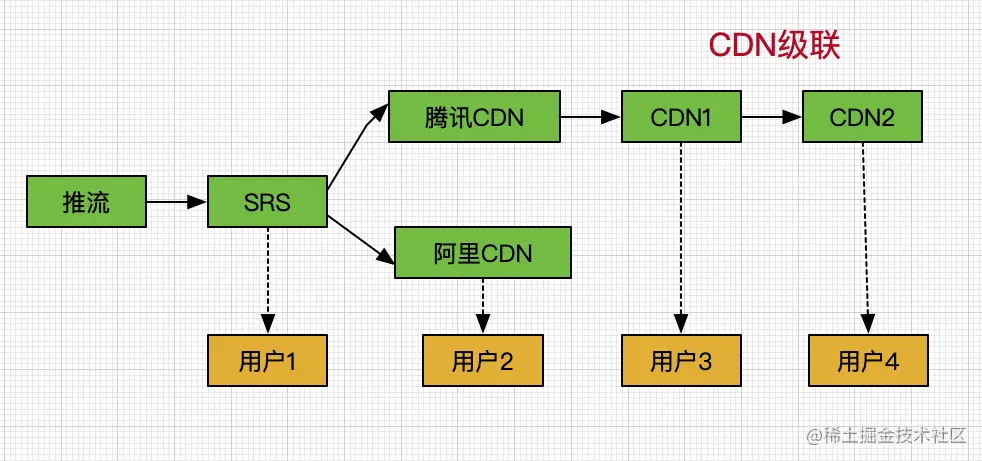 CDN级联
腾讯CDN
CDN1
CDN2
推流
SRS
阿里CDN
用户1
用户2
用户3
用户4
@稀土掘金技术社区